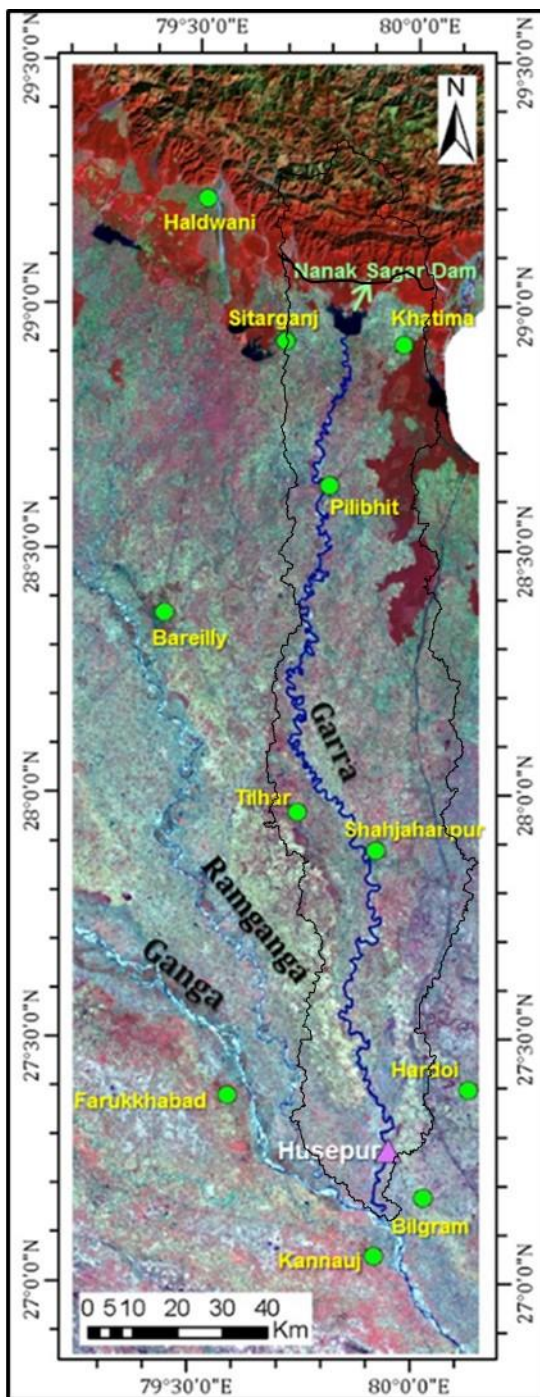 79°30'0"E 80°0'0"E
29°30'0"N 29°30'0"N
N
Haldwani
Nanak Sagar Dam
29°0'0"N 29°0'0"N
Sitarganj Khatima
Pilibhit
28°30'0"N 28°30'0"N
Bareilly
Garra
28°0'0"N 28°0'0"N
Tilhar
Shahjahanpur
Ramganga
Ganga
27°30'0"N 27°30'0"N
Hardoi
Farukkhabad
Husepur
Bilgram
Kannauj
27°0'0"N 27°0'0"N
0 5 10 20 30 40
Km
79°30'0"E 80°0'0"E